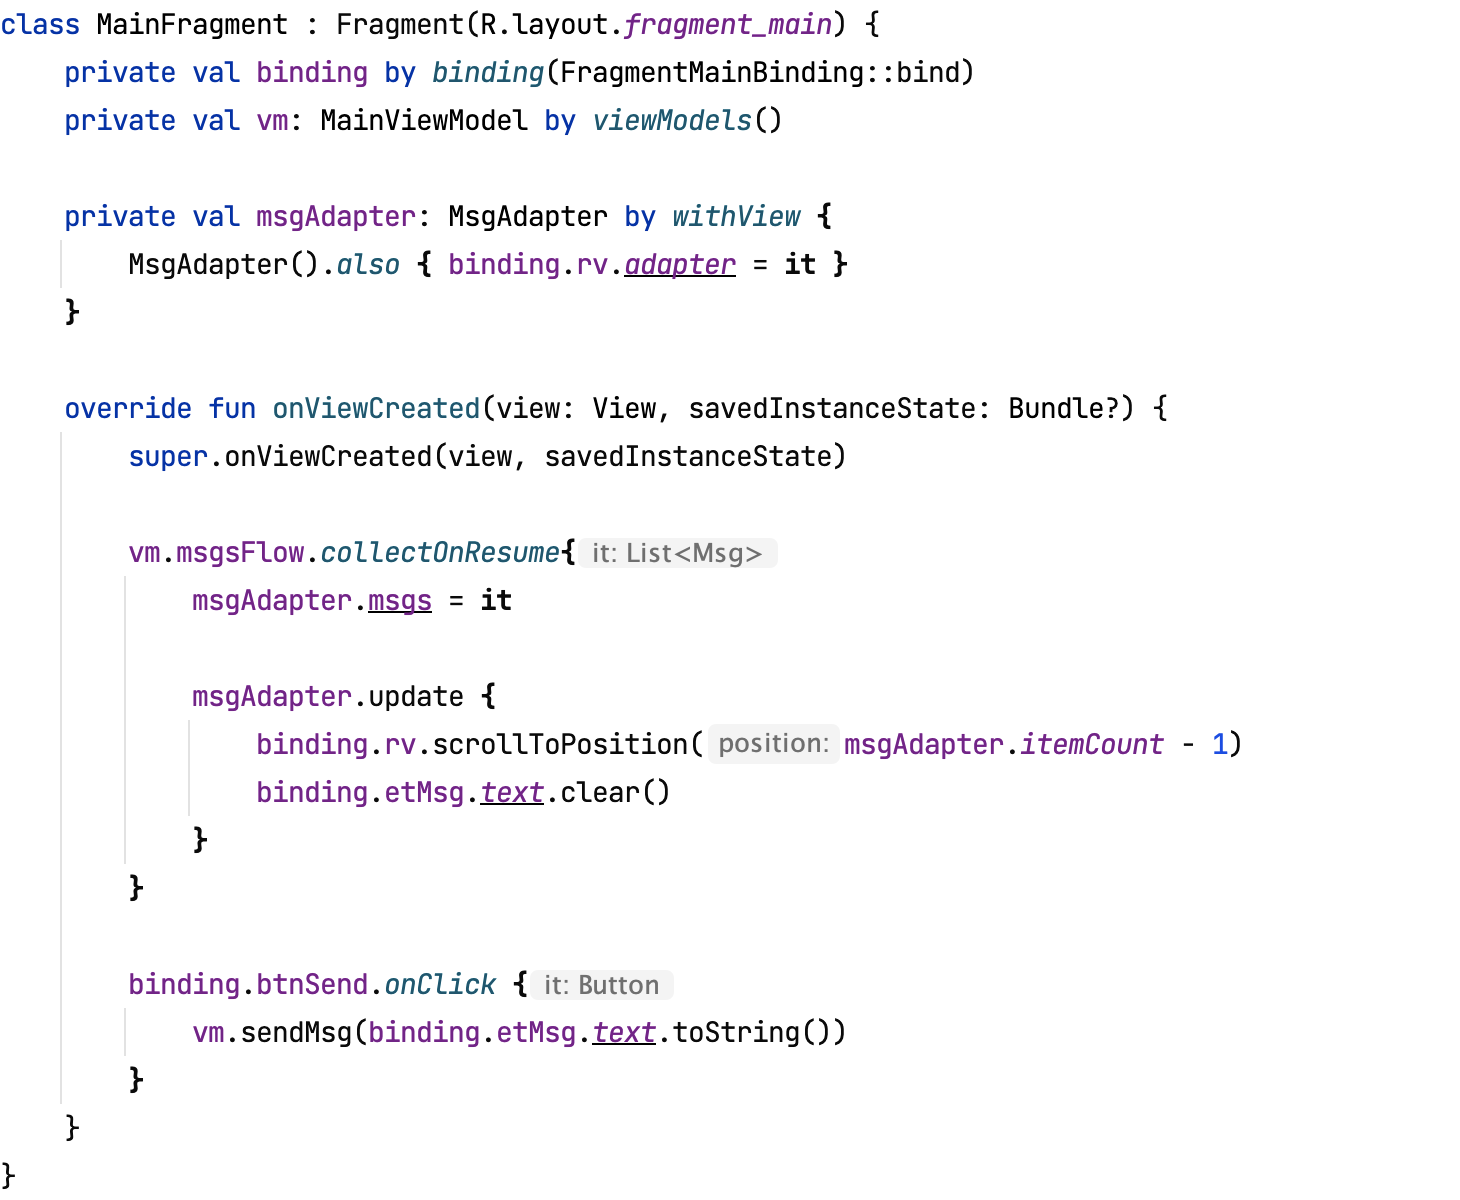 class MainFragment : Fragment(R.layout.fragment_main) {
    private val binding by binding(FragmentMainBinding::bind)
    private val vm: MainViewModel by viewModels()

    private val msgAdapter: MsgAdapter by withView {
        MsgAdapter().also { binding.rv.adapter = it }
    }

    override fun onViewCreated(view: View, savedInstanceState: Bundle?) {
        super.onViewCreated(view, savedInstanceState)

        vm.msgsFlow.collectOnResume{ it: List<Msg>
            msgAdapter.msgs = it

            msgAdapter.update {
                binding.rv.scrollToPosition( position: msgAdapter.itemCount - 1)
                binding.etMsg.text.clear()
            }
        }

        binding.btnSend.onClick { it: Button
            vm.sendMsg(binding.etMsg.text.toString())
        }
    }
}